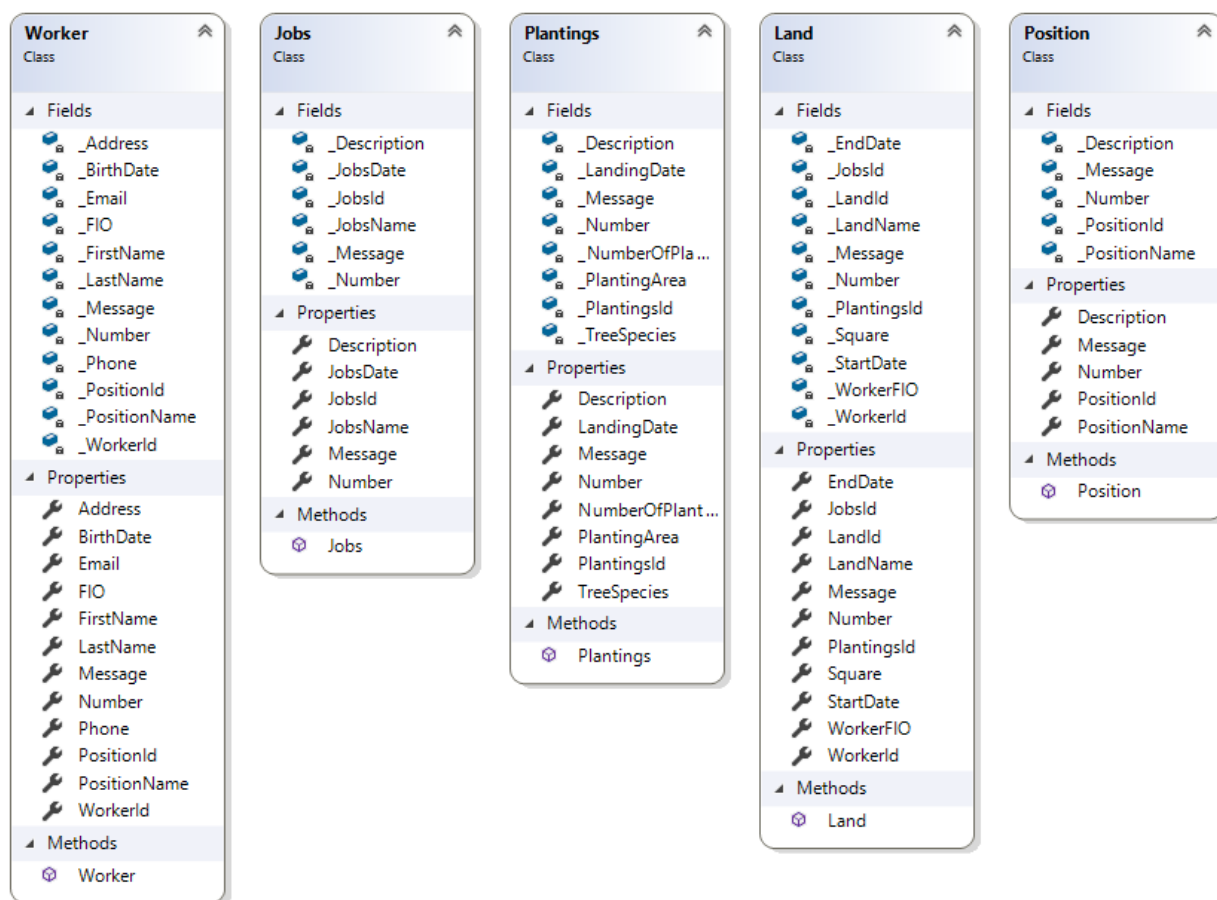 Worker
Class
Fields
_Address
_BirthDate
_Email
_FIO
_FirstName
_LastName
_Message
_Number
_Phone
_PositionId
_PositionName
_WorkerId
Properties
Address
BirthDate
Email
FIO
FirstName
LastName
Message
Number
Phone
PositionId
PositionName
WorkerId
Methods
Worker
Jobs
Class
Fields
_Description
_JobsDate
_JobsId
_JobsName
_Message
_Number
Properties
Description
JobsDate
JobsId
JobsName
Message
Number
Methods
Jobs
Plantings
Class
Fields
_Description
_LandingDate
_Message
_Number
_NumberOfPla...
_PlantingArea
_PlantingsId
_TreeSpecies
Properties
Description
LandingDate
Message
Number
NumberOfPlant...
PlantingArea
PlantingsId
TreeSpecies
Methods
Plantings
Land
Class
Fields
_EndDate
_JobsId
_LandId
_LandName
_Message
_Number
_PlantingsId
_Square
_StartDate
_WorkerFIO
_WorkerId
Properties
EndDate
JobsId
LandId
LandName
Message
Number
PlantingsId
Square
StartDate
WorkerFIO
WorkerId
Methods
Land
Position
Class
Fields
_Description
_Message
_Number
_PositionId
_PositionName
Properties
Description
Message
Number
PositionId
PositionName
Methods
Position